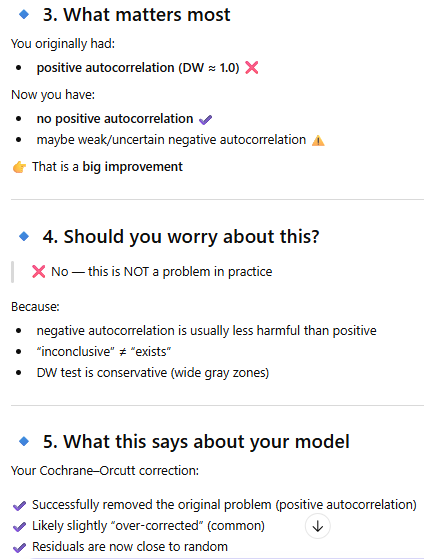 3. What matters most
You originally had:
• positive autocorrelation (DW ≈ 1.0) ❌
Now you have:
• no positive autocorrelation ✔
• maybe weak/uncertain negative autocorrelation ⚠️
👉 That is a big improvement
4. Should you worry about this?
❌ No — this is NOT a problem in practice
Because:
• negative autocorrelation is usually less harmful than positive
• “inconclusive” ≠ “exists”
• DW test is conservative (wide gray zones)
5. What this says about your model
Your Cochrane–Orcutt correction:
✔ Successfully removed the original problem (positive autocorrelation)
✔ Likely slightly “over-corrected” (common)
✔ Residuals are now close to random